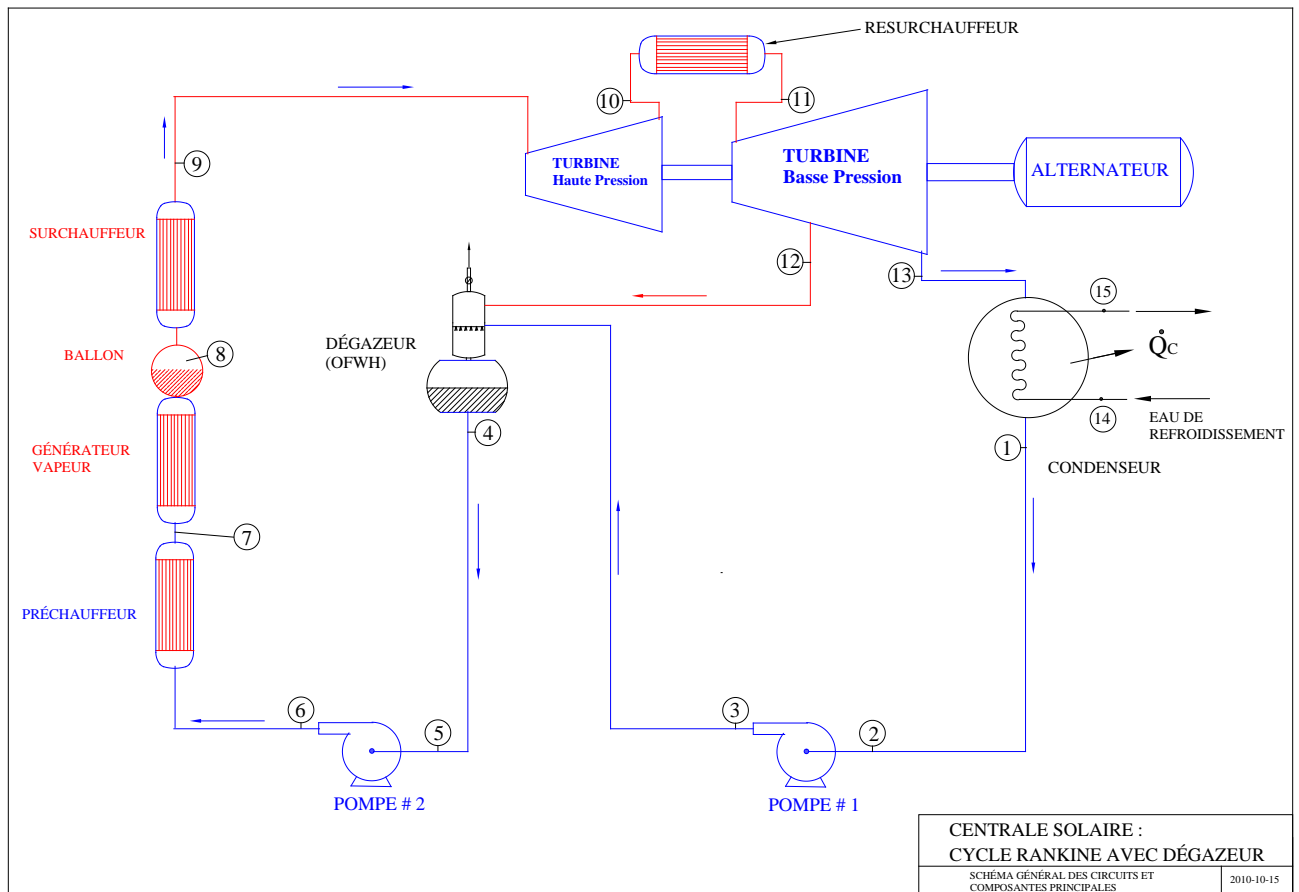 RESURCHAUFFEUR
10
11
9
TURBINE
Haute Pression
TURBINE
Basse Pression
ALTERNATEUR
SURCHAUFFEUR
12
13
15
DÉGAZEUR
(OFWH)
BALLON
8
Q̇C
14
EAU DE
REFROIDISSEMENT
4
1
CONDENSEUR
GÉNÉRATEUR
VAPEUR
7
PRÉCHAUFFEUR
6
5
3
2
POMPE # 2
POMPE # 1
CENTRALE SOLAIRE :
CYCLE RANKINE AVEC DÉGAZEUR
SCHÉMA GÉNÉRAL DES CIRCUITS ET
COMPOSANTES PRINCIPALES
2010-10-15